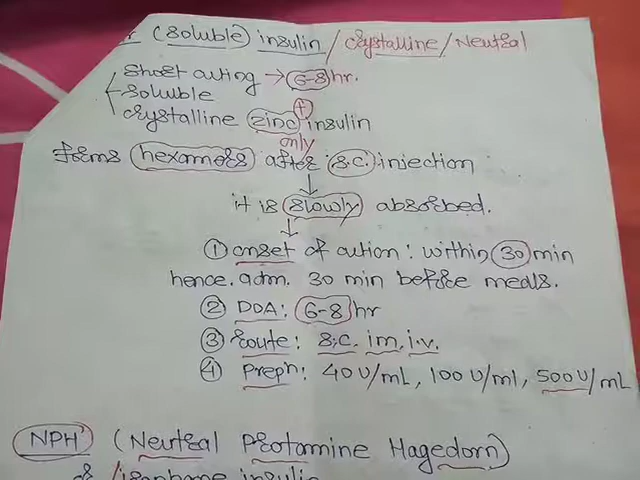 (soluble) insulin / crystalline / Neutral
short acting → 6-8 hr.
soluble
crystalline zinc + insulin
only
forms hexamers after s.c. injection
it is slowly absorbed.
① onset of action: within 30 min
hence. adm. 30 min before meals.
② DOA: 6-8 hr
③ route: s.c. im, i.v.
④ Prepn: 40 U/mL, 100 U/ml, 500 U/mL
NPH (Neutral Protamine Hagedorn)
/isophane insulin